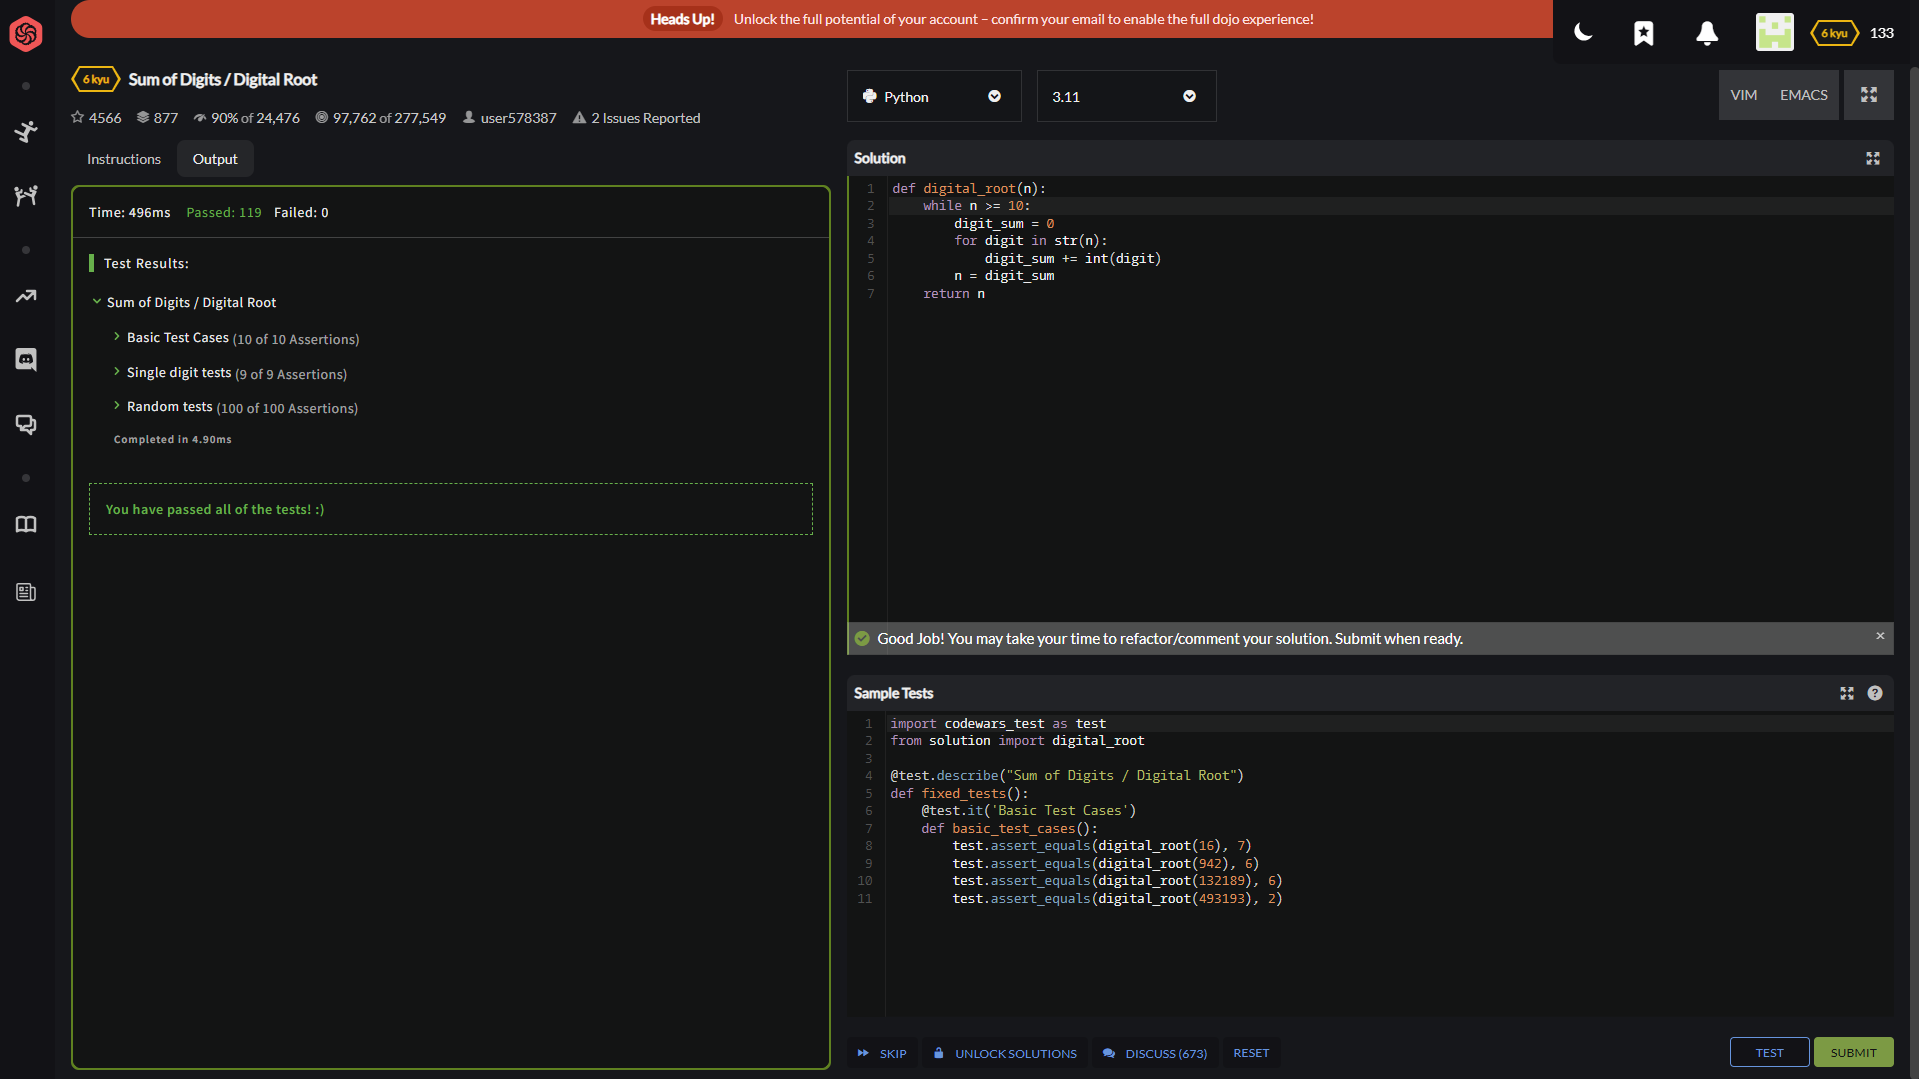 Heads Up! Unlock the full potential of your account – confirm your email to enable the full dojo experience!
6 kyu 133
6 kyu Sum of Digits / Digital Root
4566 877 90% of 24,476 97,762 of 277,549 user578387 2 Issues Reported
Instructions Output
Time: 496ms Passed: 119 Failed: 0
Test Results:
Sum of Digits / Digital Root
Basic Test Cases (10 of 10 Assertions)
Single digit tests (9 of 9 Assertions)
Random tests (100 of 100 Assertions)
Completed in 4.90ms
You have passed all of the tests! :)
Python 3.11 VIM EMACS
Solution
1 def digital_root(n):
2     while n >= 10:
3         digit_sum = 0
4         for digit in str(n):
5             digit_sum += int(digit)
6         n = digit_sum
7     return n
Good Job! You may take your time to refactor/comment your solution. Submit when ready. ×
Sample Tests ?
1 import codewars_test as test
2 from solution import digital_root
3
4 @test.describe("Sum of Digits / Digital Root")
5 def fixed_tests():
6     @test.it('Basic Test Cases')
7     def basic_test_cases():
8         test.assert_equals(digital_root(16), 7)
9         test.assert_equals(digital_root(942), 6)
10         test.assert_equals(digital_root(132189), 6)
11         test.assert_equals(digital_root(493193), 2)
SKIP UNLOCK SOLUTIONS DISCUSS (673) RESET TEST SUBMIT